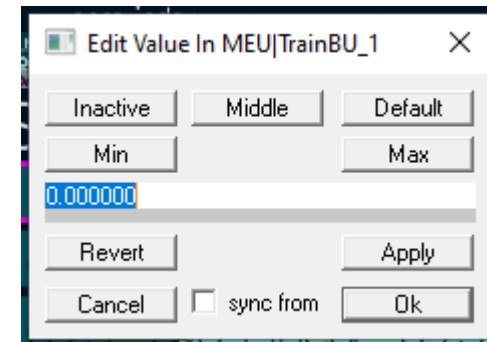 Edit Value In MEU|TrainBU_1
Inactive Middle Default
Min Max
0.000000
Revert Apply
Cancel sync from Ok